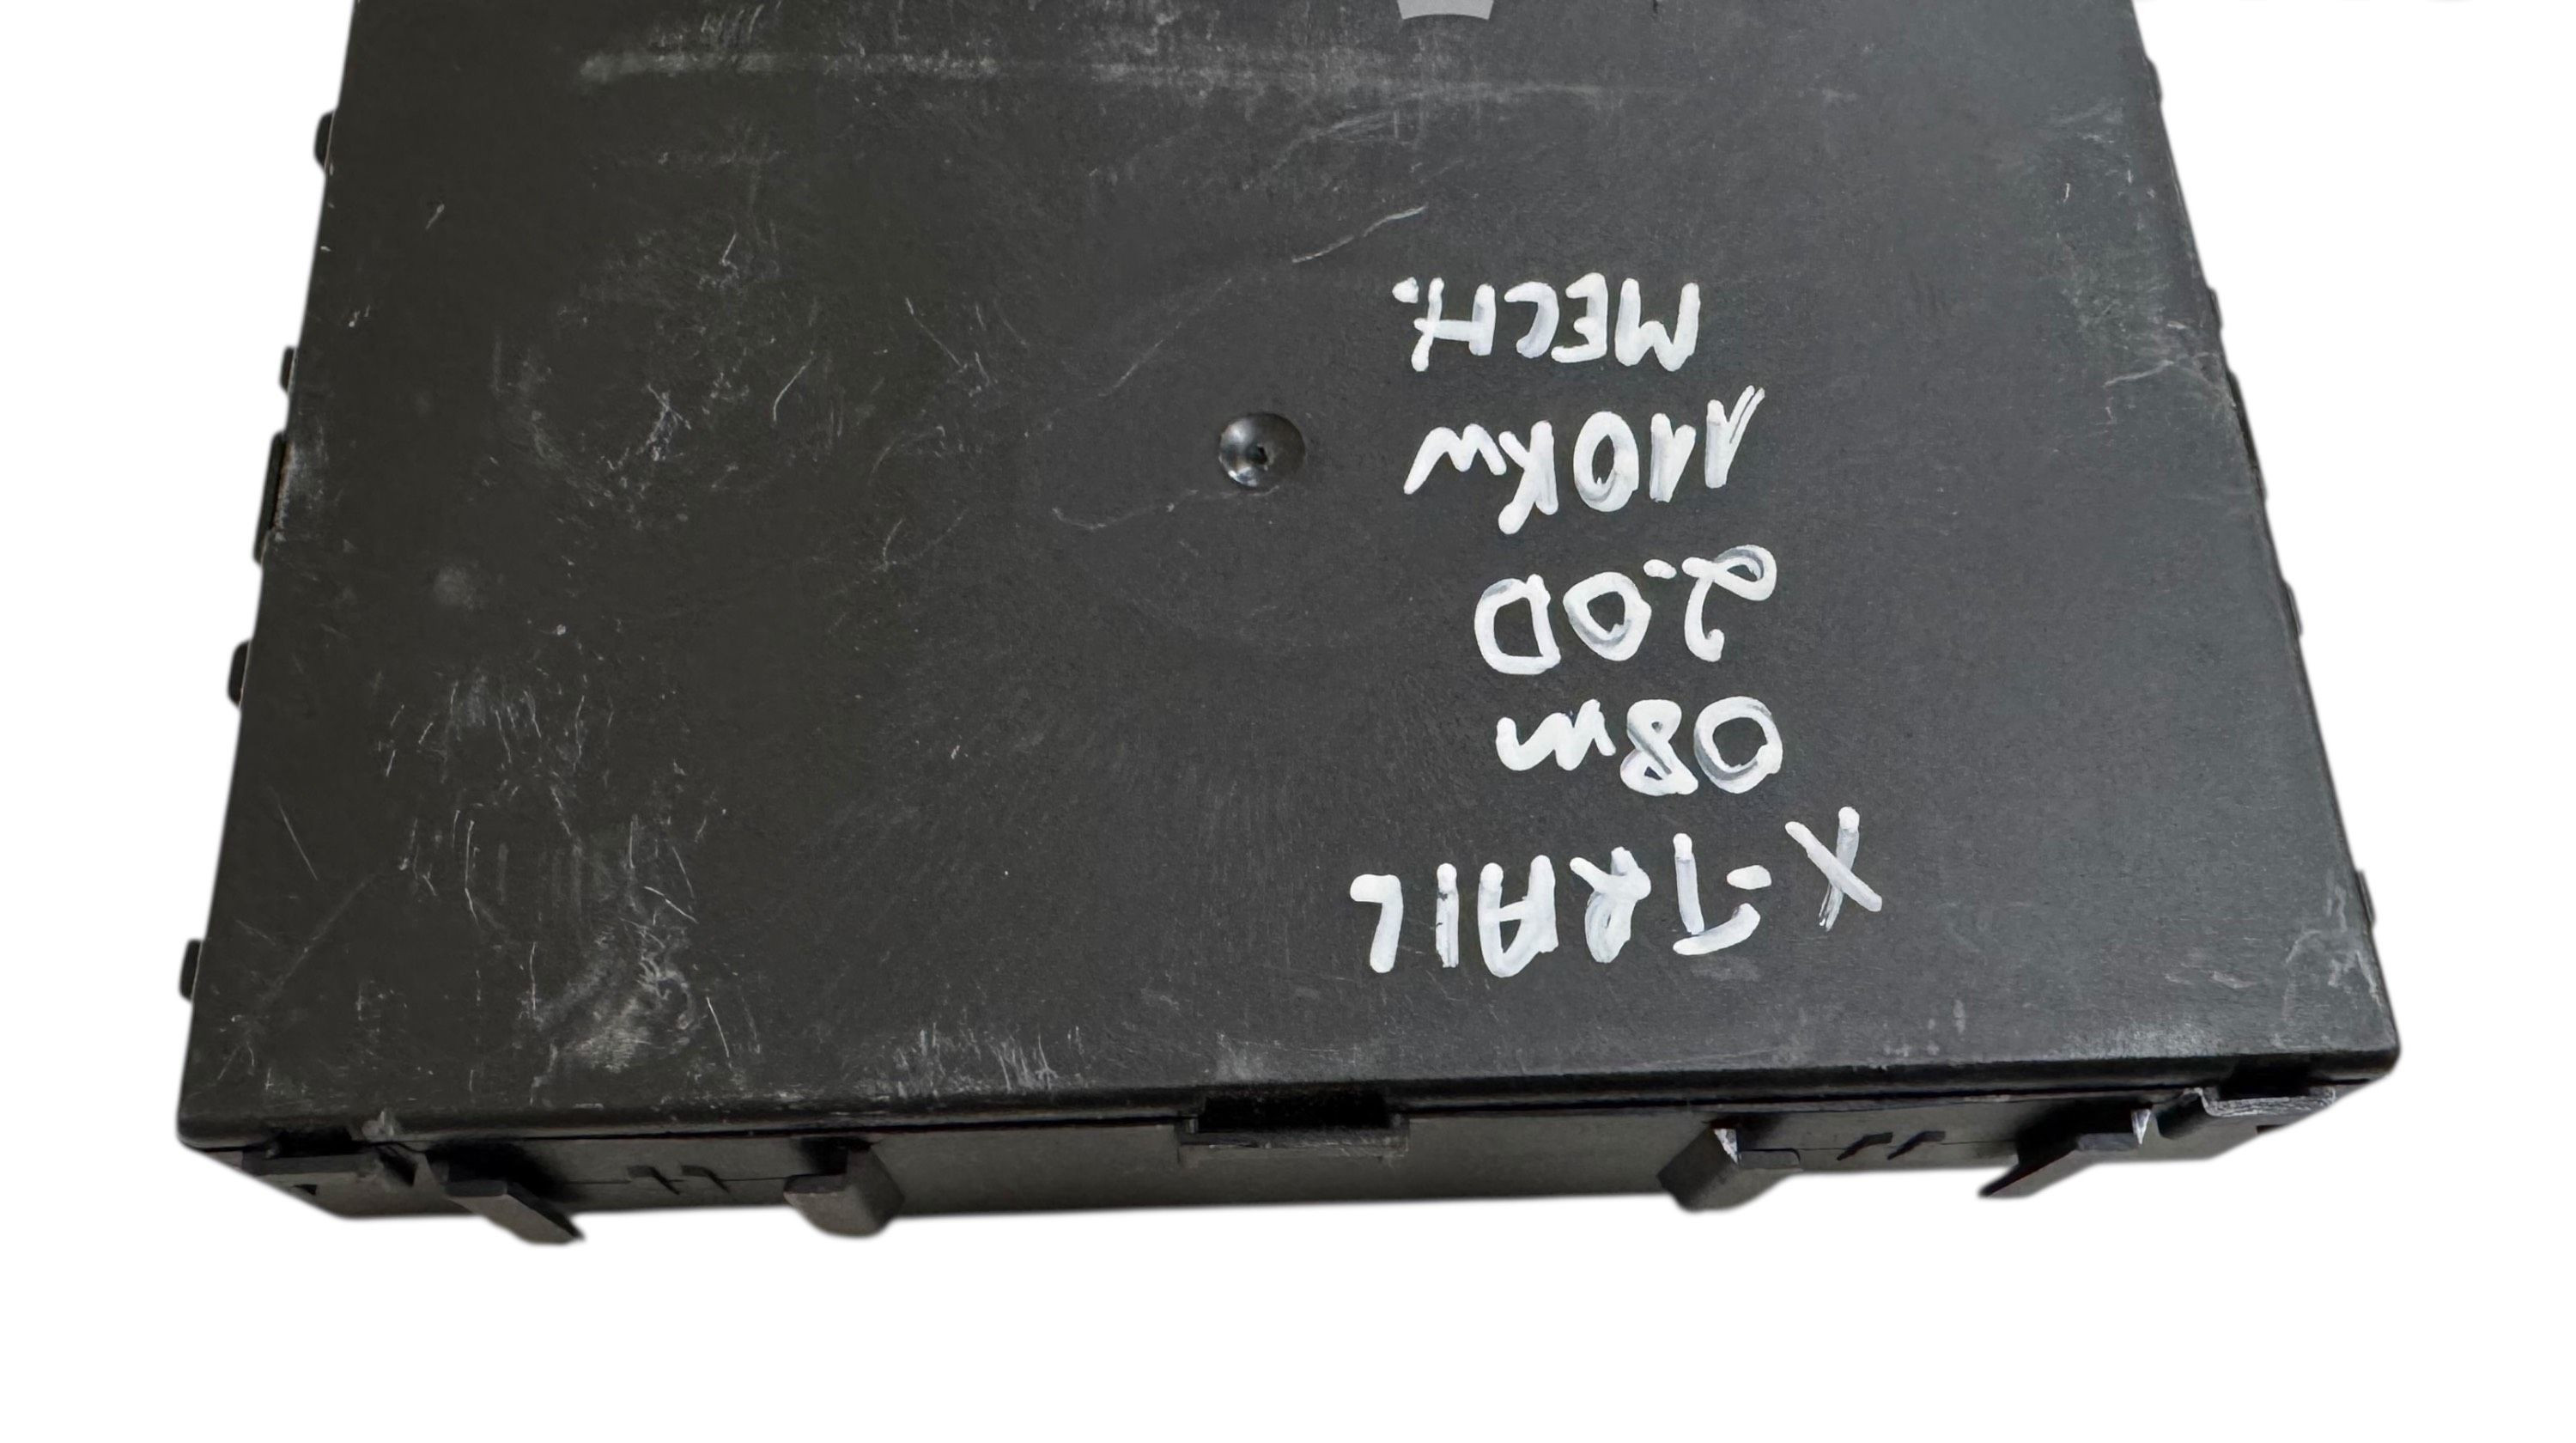 X-TRAIL
08m
2.0D
110Kw
MECH.